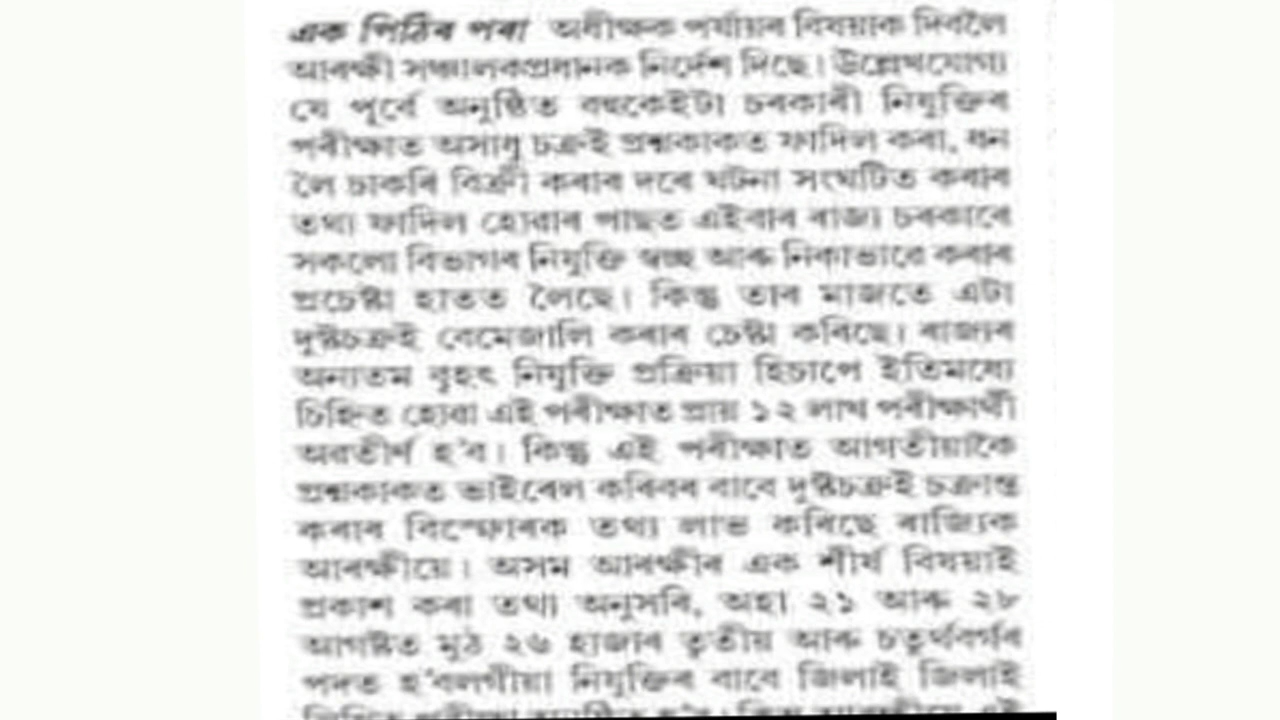 এক পিঠিৰ পৰা অধীক্ষক পৰ্যায়ৰ বিষয়াক দিবলৈ
আৰক্ষী সঞ্চালকপ্ৰধানক নিৰ্দেশ দিছে। উল্লেখযোগ্য
যে পূৰ্বে অনুষ্ঠিত বহুকেইটা চৰকাৰী নিযুক্তিৰ
পৰীক্ষাত অসাধু চক্ৰই প্ৰশ্নকাকত ফাদিল কৰা, ধন
লৈ চাকৰি বিক্ৰী কৰাৰ দৰে ঘটনা সংঘটিত কৰাৰ
তথ্য ফাদিল হোৱাৰ পাছত এইবাৰ ৰাজ্য চৰকাৰে
সকলো বিভাগৰ নিযুক্তি স্বচ্ছ আৰু নিকাভাৱে কৰাৰ
প্ৰচেষ্টা হাতত লৈছে। কিন্তু তাৰ মাজতে এটা
দুষ্টচক্ৰই বেমেজালি কৰাৰ চেষ্টা কৰিছে। ৰাজ্যৰ
অন্যতম বৃহৎ নিযুক্তি প্ৰক্ৰিয়া হিচাপে ইতিমধ্যে
চিহ্নিত হোৱা এই পৰীক্ষাত প্ৰায় ১২ লাখ পৰীক্ষাৰ্থী
অৱতীৰ্ণ হ'ব। কিন্তু এই পৰীক্ষাত আগতীয়াকৈ
প্ৰশ্নকাকত ভাইৰেল কৰিবৰ বাবে দুষ্টচক্ৰই চক্ৰান্ত
কৰাৰ বিস্ফোৰক তথ্য লাভ কৰিছে ৰাজ্যিক
আৰক্ষীয়ে। অসম আৰক্ষীৰ এক শীৰ্ষ বিষয়াই
প্ৰকাশ কৰা তথ্য অনুসৰি, অহা ২১ আৰু ২৮
আগষ্টত মুঠ ২৬ হাজাৰ তৃতীয় আৰু চতুৰ্থবৰ্গৰ
পদত হ'বলগীয়া নিযুক্তিৰ বাবে জিলাই জিলাই